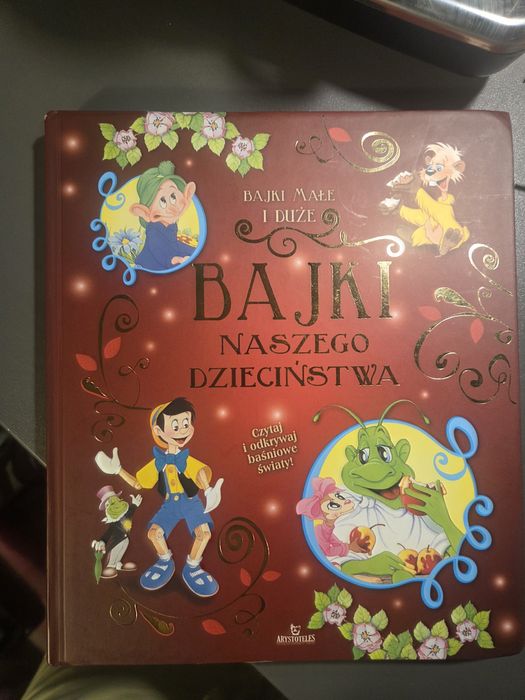 BAJKI MAŁE
I DUŻE
BAJKI
NASZEGO
DZIECIŃSTWA
Czytaj
i odkrywaj
baśniowe
światy!
ARYSTOTELES